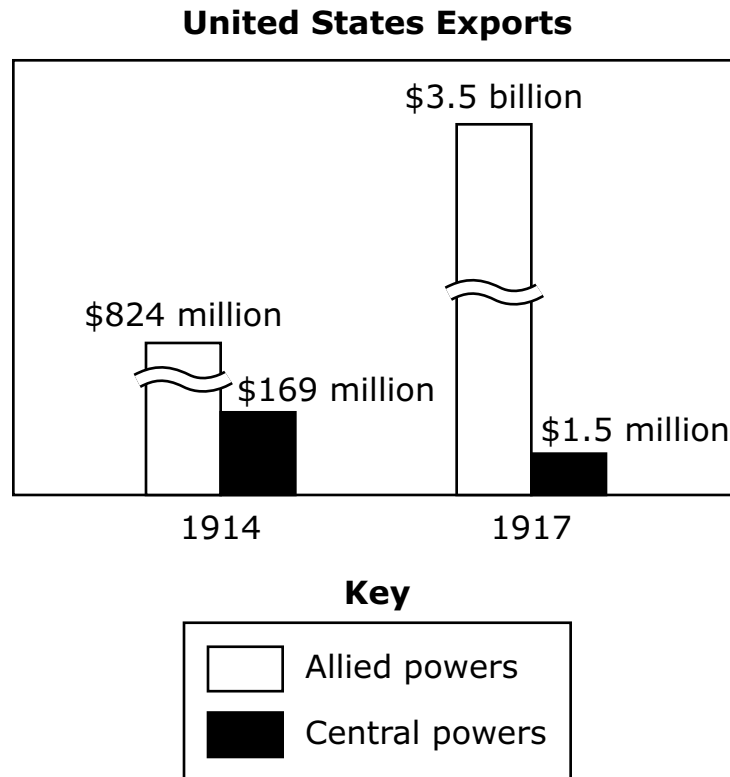 United States Exports
$3.5 billion
$824 million
$169 million
$1.5 million
1914 1917
Key
Allied powers
Central powers